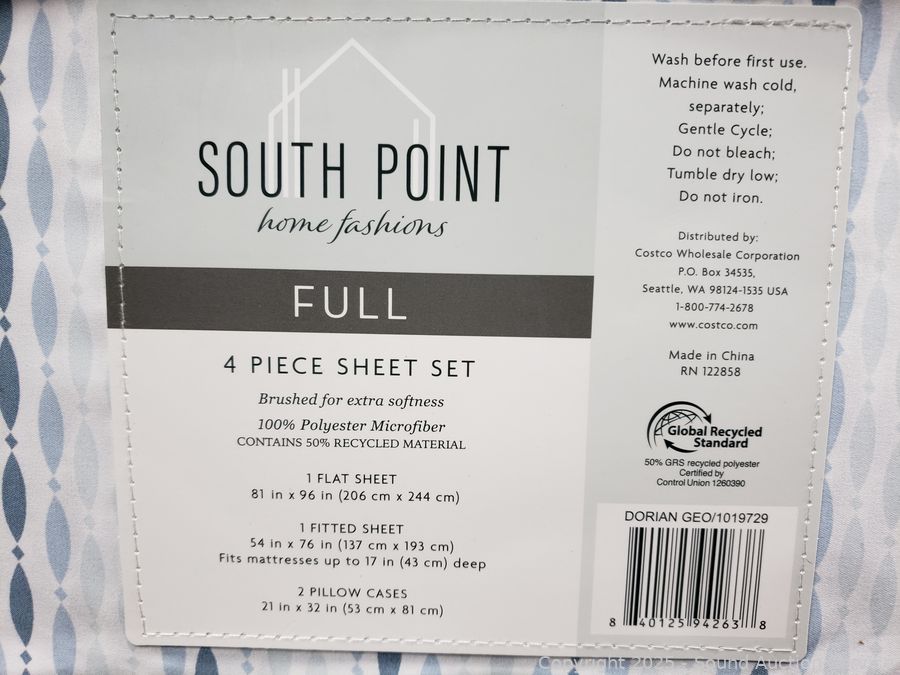 SOUTH POINT
home fashions
FULL
4 PIECE SHEET SET
Brushed for extra softness
100% Polyester Microfiber
CONTAINS 50% RECYCLED MATERIAL
1 FLAT SHEET
81 in x 96 in (206 cm x 244 cm)
1 FITTED SHEET
54 in x 76 in (137 cm x 193 cm)
Fits mattresses up to 17 in (43 cm) deep
2 PILLOW CASES
21 in x 32 in (53 cm x 81 cm)
Wash before first use.
Machine wash cold,
separately;
Gentle Cycle;
Do not bleach;
Tumble dry low;
Do not iron.
Distributed by:
Costco Wholesale Corporation
P.O. Box 34535,
Seattle, WA 98124-1535 USA
1-800-774-2678
www.costco.com
Made in China
RN 122858
Global Recycled
Standard
50% GRS recycled polyester
Certified by
Control Union 1260390
DORIAN GEO/1019729
8 40125 94263 8
Copyright 2025 - Sound Auction